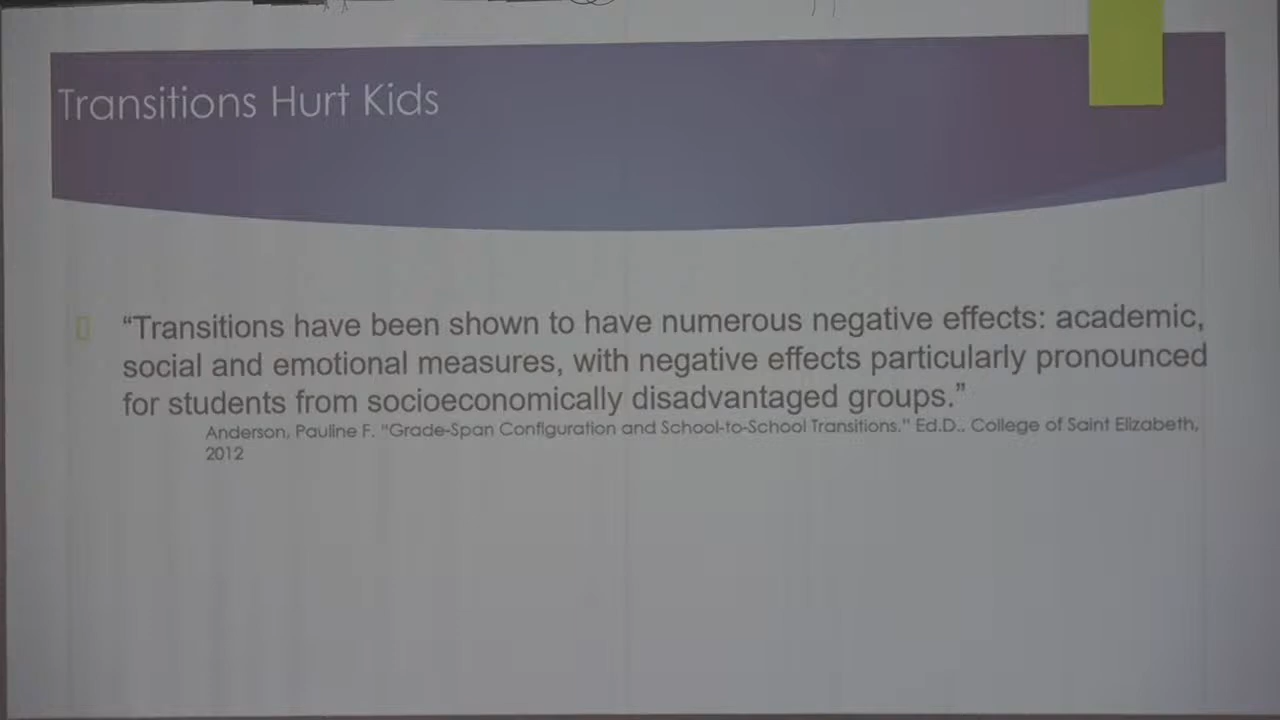 Transitions Hurt Kids
“Transitions have been shown to have numerous negative effects: academic,
social and emotional measures, with negative effects particularly pronounced
for students from socioeconomically disadvantaged groups.”
Anderson, Pauline F. “Grade-Span Configuration and School-to-School Transitions.” Ed.D.. College of Saint Elizabeth,
2012